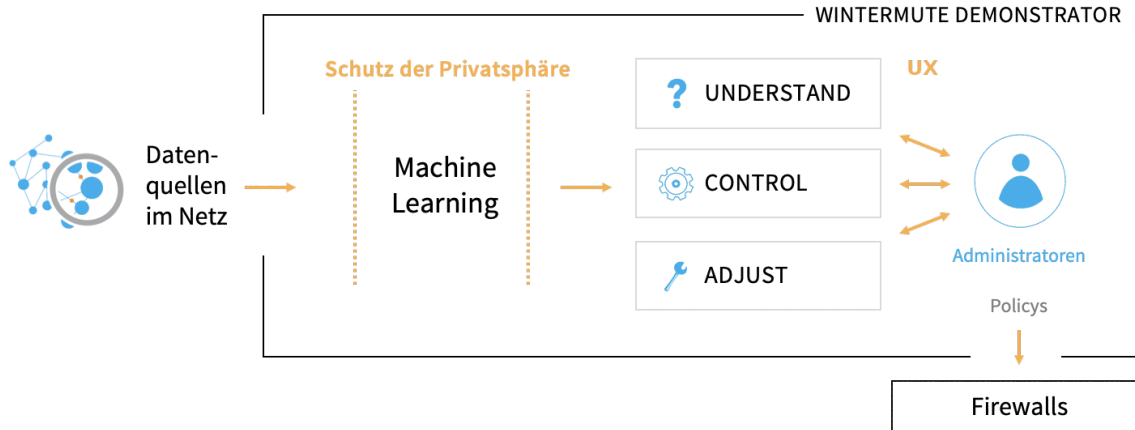 WINTERMUTE DEMONSTRATOR
Schutz der Privatsphäre
UX
Daten-
quellen
im Netz
Machine
Learning
UNDERSTAND
CONTROL
ADJUST
Administratoren
Policys
Firewalls